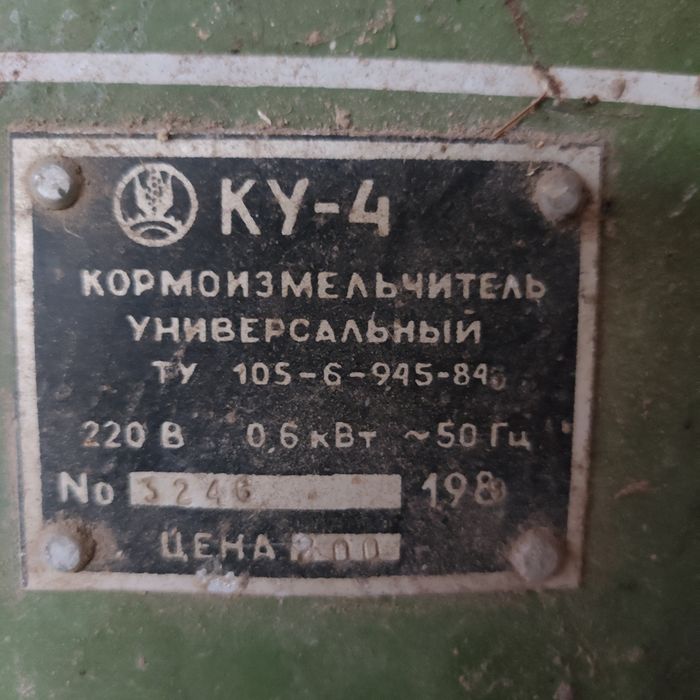 КУ-4
КОРМОИЗМЕЛЬЧИТЕЛЬ
УНИВЕРСАЛЬНЫЙ
ТУ 105-6-945-84
220 В 0,6 кВт ~50 Гц
No 3246 198
ЦЕНА 200